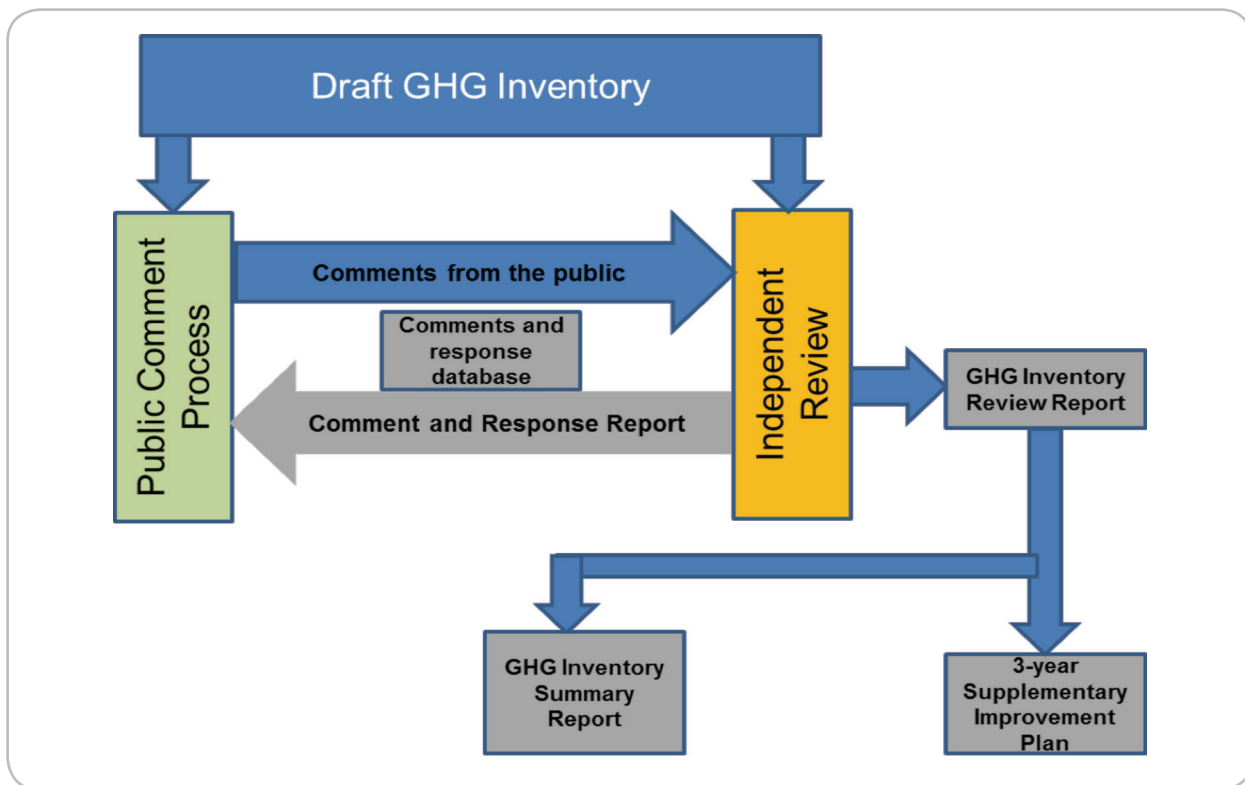 Draft GHG Inventory
Public Comment
Process
Comments from the public
Comments and
response
database
Comment and Response Report
Independent
Review
GHG Inventory
Review Report
GHG Inventory
Summary
Report
3-year
Supplementary
Improvement
Plan